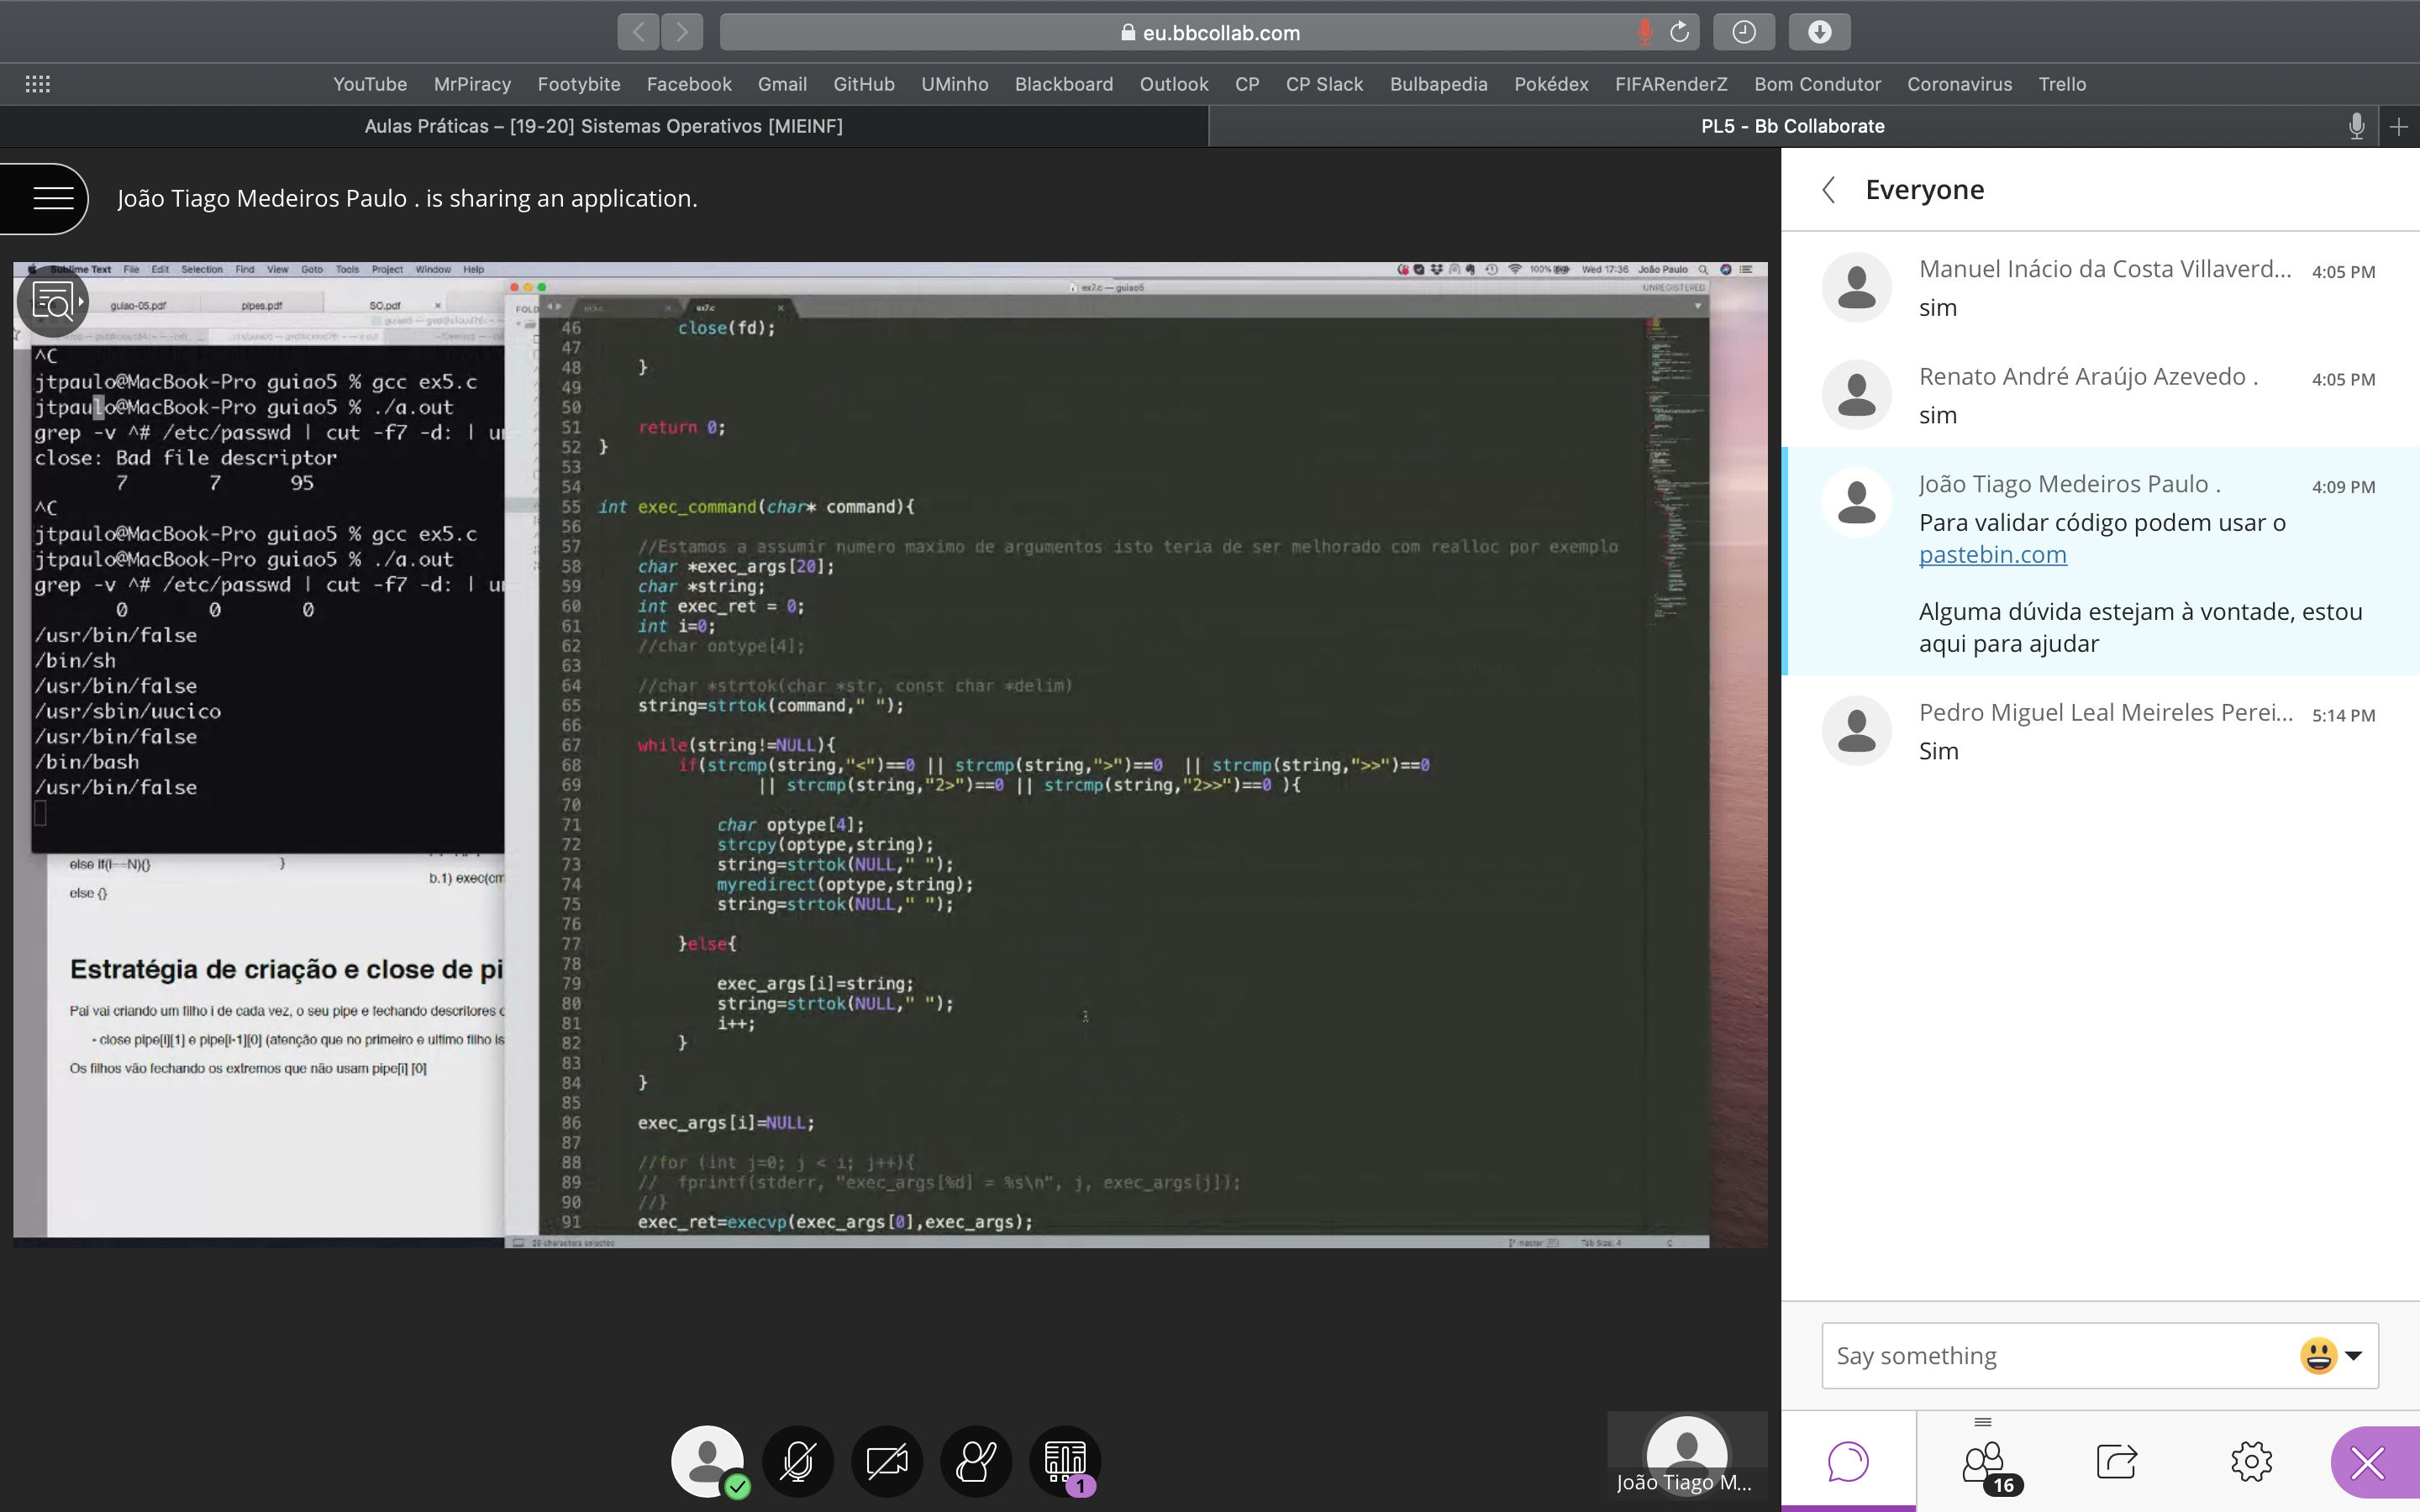 eu.bbcollab.com
YouTube MrPiracy Footybite Facebook Gmail GitHub UMinho Blackboard Outlook CP CP Slack Bulbapedia Pokédex FIFARenderZ Bom Condutor Coronavirus Trello
Aulas Práticas – [19-20] Sistemas Operativos [MIEINF]
PL5 - Bb Collaborate
João Tiago Medeiros Paulo . is sharing an application.
Sublime Text File Edit Selection Find View Goto Tools Project Window Help
100% Wed 17:36 João Paulo
guiao-05.pdf pipes.pdf SO.pdf
^C
jtpaulo@MacBook-Pro guiao5 % gcc ex5.c
jtpaulo@MacBook-Pro guiao5 % ./a.out
grep -v ^# /etc/passwd | cut -f7 -d: |
close: Bad file descriptor
7 7 95
^C
jtpaulo@MacBook-Pro guiao5 % gcc ex5.c
jtpaulo@MacBook-Pro guiao5 % ./a.out
grep -v ^# /etc/passwd | cut -f7 -d: |
0 0 0
/usr/bin/false
/bin/sh
/usr/bin/false
/usr/sbin/uucico
/usr/bin/false
/bin/bash
/usr/bin/false
else if(i==N){} }
b.1) exec(cm
else {}
Estratégia de criação e close de pi
Pai vai criando um filho i de cada vez, o seu pipe e fechando descritores
- close pipe[i][1] e pipe[i-1][0] (atenção que no primeiro e ultimo filho is
Os filhos vão fechando os extremos que não usam pipe[i] [0]
ex7.c — guiao5
UNREGISTERED
FOLD
ex7.c
46 close(fd);
47
48 }
49
50
51 return 0;
52 }
53
54
55 int exec_command(char* command){
56
57 //Estamos a assumir numero maximo de argumentos isto teria de ser melhorado com realloc por exemplo
58 char *exec_args[20];
59 char *string;
60 int exec_ret = 0;
61 int i=0;
62 //char optype[4];
63
64 //char *strtok(char *str, const char *delim)
65 string=strtok(command," ");
66
67 while(string!=NULL){
68 if(strcmp(string,"<")==0 || strcmp(string,">")==0 || strcmp(string,">>")==0
69 || strcmp(string,"2>")==0 || strcmp(string,"2>>")==0 ){
70
71 char optype[4];
72 strcpy(optype,string);
73 string=strtok(NULL," ");
74 myredirect(optype,string);
75 string=strtok(NULL," ");
76
77 }else{
78
79 exec_args[i]=string;
80 string=strtok(NULL," ");
81 i++;
82 }
83
84 }
85
86 exec_args[i]=NULL;
87
88 //for (int j=0; j < i; j++){
89 // fprintf(stderr, "exec_args[%d] = %s\n", j, exec_args[j]);
90 //}
91 exec_ret=execvp(exec_args[0],exec_args);
26 characters selected
master
Tab Size: 4
C
Everyone
Manuel Inácio da Costa Villaverd... 4:05 PM
sim
Renato André Araújo Azevedo . 4:05 PM
sim
João Tiago Medeiros Paulo . 4:09 PM
Para validar código podem usar o
pastebin.com
Alguma dúvida estejam à vontade, estou
aqui para ajudar
Pedro Miguel Leal Meireles Perei... 5:14 PM
Sim
Say something
1
João Tiago M...
16